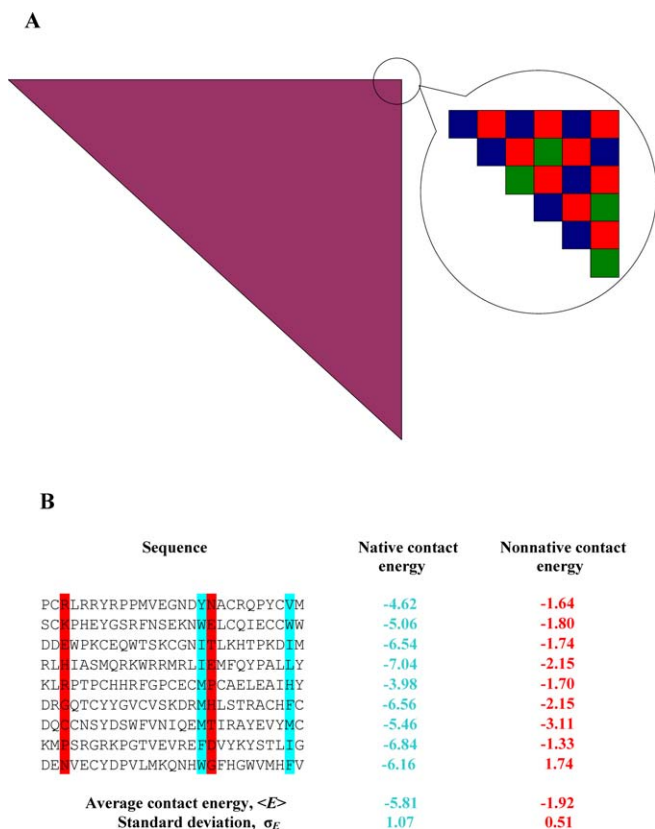 A
B
Sequence Native contact energy Nonnative contact energy
PCRLRRYRPPMVEGNDYNACRQPYCVM -4.62 -1.64
SCKPHEYGSRFNSEKNWELCQIECCWW -5.06 -1.80
DDEWPKCEQWTSKCGNITLKHTPKDIM -6.54 -1.74
RLHIASMQRKWRRMRLIEMFQYPALLY -7.04 -2.15
KLRPTPCHHRFGPCECMPCAELEAIHY -3.98 -1.70
DRGQTCYYGVCVSKDRMHLSTRACHFC -6.56 -2.15
DQCCNSYDSWFVNIQEMTIRAYEVYMC -5.46 -3.11
KMPSRGRKPGTVEVREFDVYKYSTLIG -6.84 -1.33
DENVECYDPVLMKQNHWGFHGWVMHFV -6.16 1.74
Average contact energy, <E> -5.81 -1.92
Standard deviation, σE 1.07 0.51